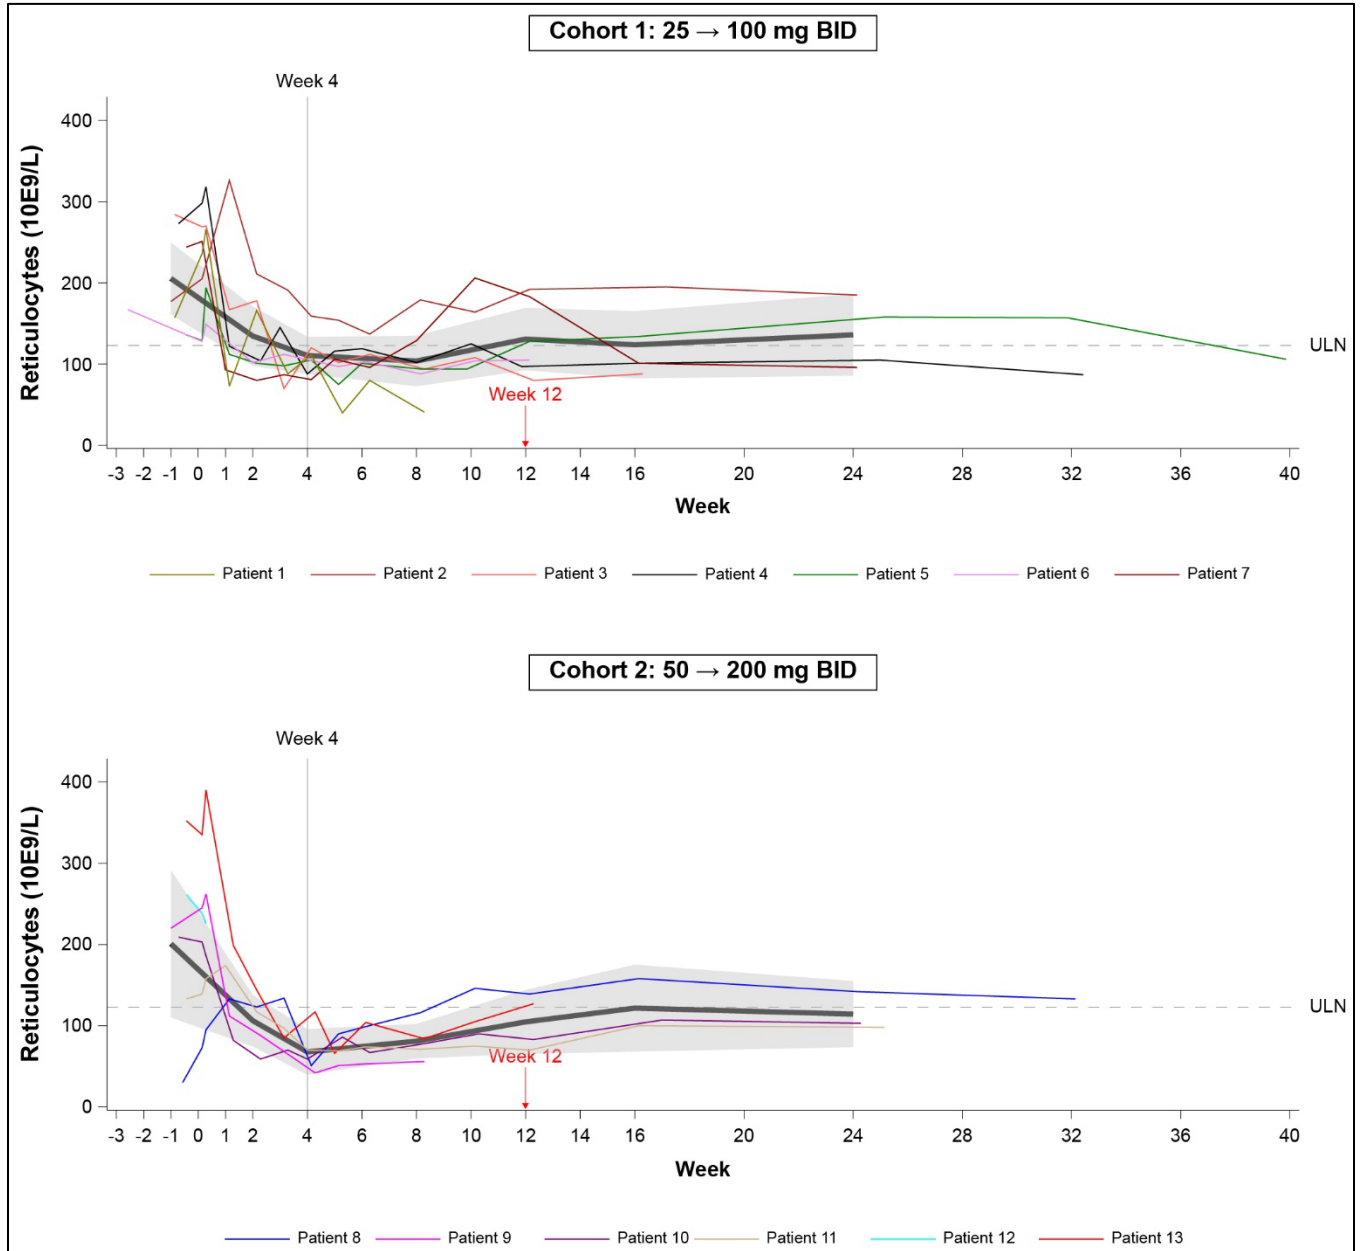 Cohort 1: 25 → 100 mg BID
Week 4
Reticulocytes (10E9/L)
400
300
200
100
0
ULN
Week 12
-3 -2 -1 0 1 2 4 6 8 10 12 14 16 20 24 28 32 36 40
Week
Patient 1 Patient 2 Patient 3 Patient 4 Patient 5 Patient 6 Patient 7
Cohort 2: 50 → 200 mg BID
Week 4
Reticulocytes (10E9/L)
400
300
200
100
0
ULN
Week 12
-3 -2 -1 0 1 2 4 6 8 10 12 14 16 20 24 28 32 36 40
Week
Patient 8 Patient 9 Patient 10 Patient 11 Patient 12 Patient 13